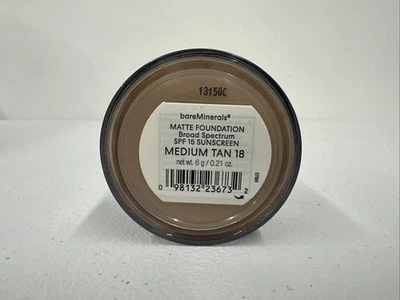 13150C
bareMinerals®
MATTE FOUNDATION
Broad Spectrum
SPF 15 SUNSCREEN
MEDIUM TAN 18
net wt. 6 g / 0.21 oz.
0 98132 23673 2